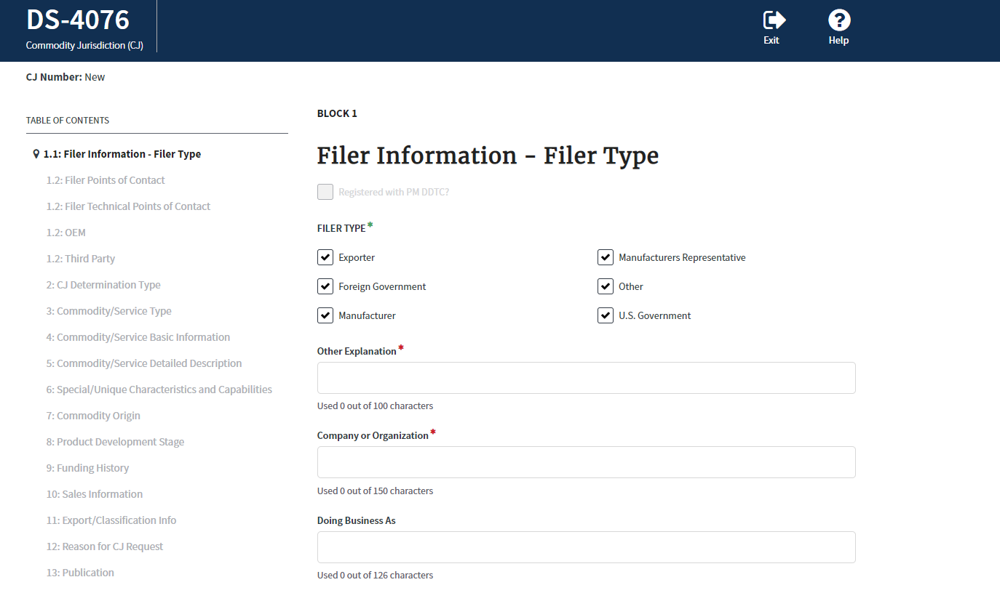 DS-4076
Commodity Jurisdiction (CJ)
Exit
Help
CJ Number: New
TABLE OF CONTENTS
1.1: Filer Information - Filer Type
1.2: Filer Points of Contact
1.2: Filer Technical Points of Contact
1.2: OEM
1.2: Third Party
2: CJ Determination Type
3: Commodity/Service Type
4: Commodity/Service Basic Information
5: Commodity/Service Detailed Description
6: Special/Unique Characteristics and Capabilities
7: Commodity Origin
8: Product Development Stage
9: Funding History
10: Sales Information
11: Export/Classification Info
12: Reason for CJ Request
13: Publication
BLOCK 1
Filer Information - Filer Type
Registered with PM DDTC?
FILER TYPE*
Exporter
Manufacturers Representative
Foreign Government
Other
Manufacturer
U.S. Government
Other Explanation*
Used 0 out of 100 characters
Company or Organization*
Used 0 out of 150 characters
Doing Business As
Used 0 out of 126 characters